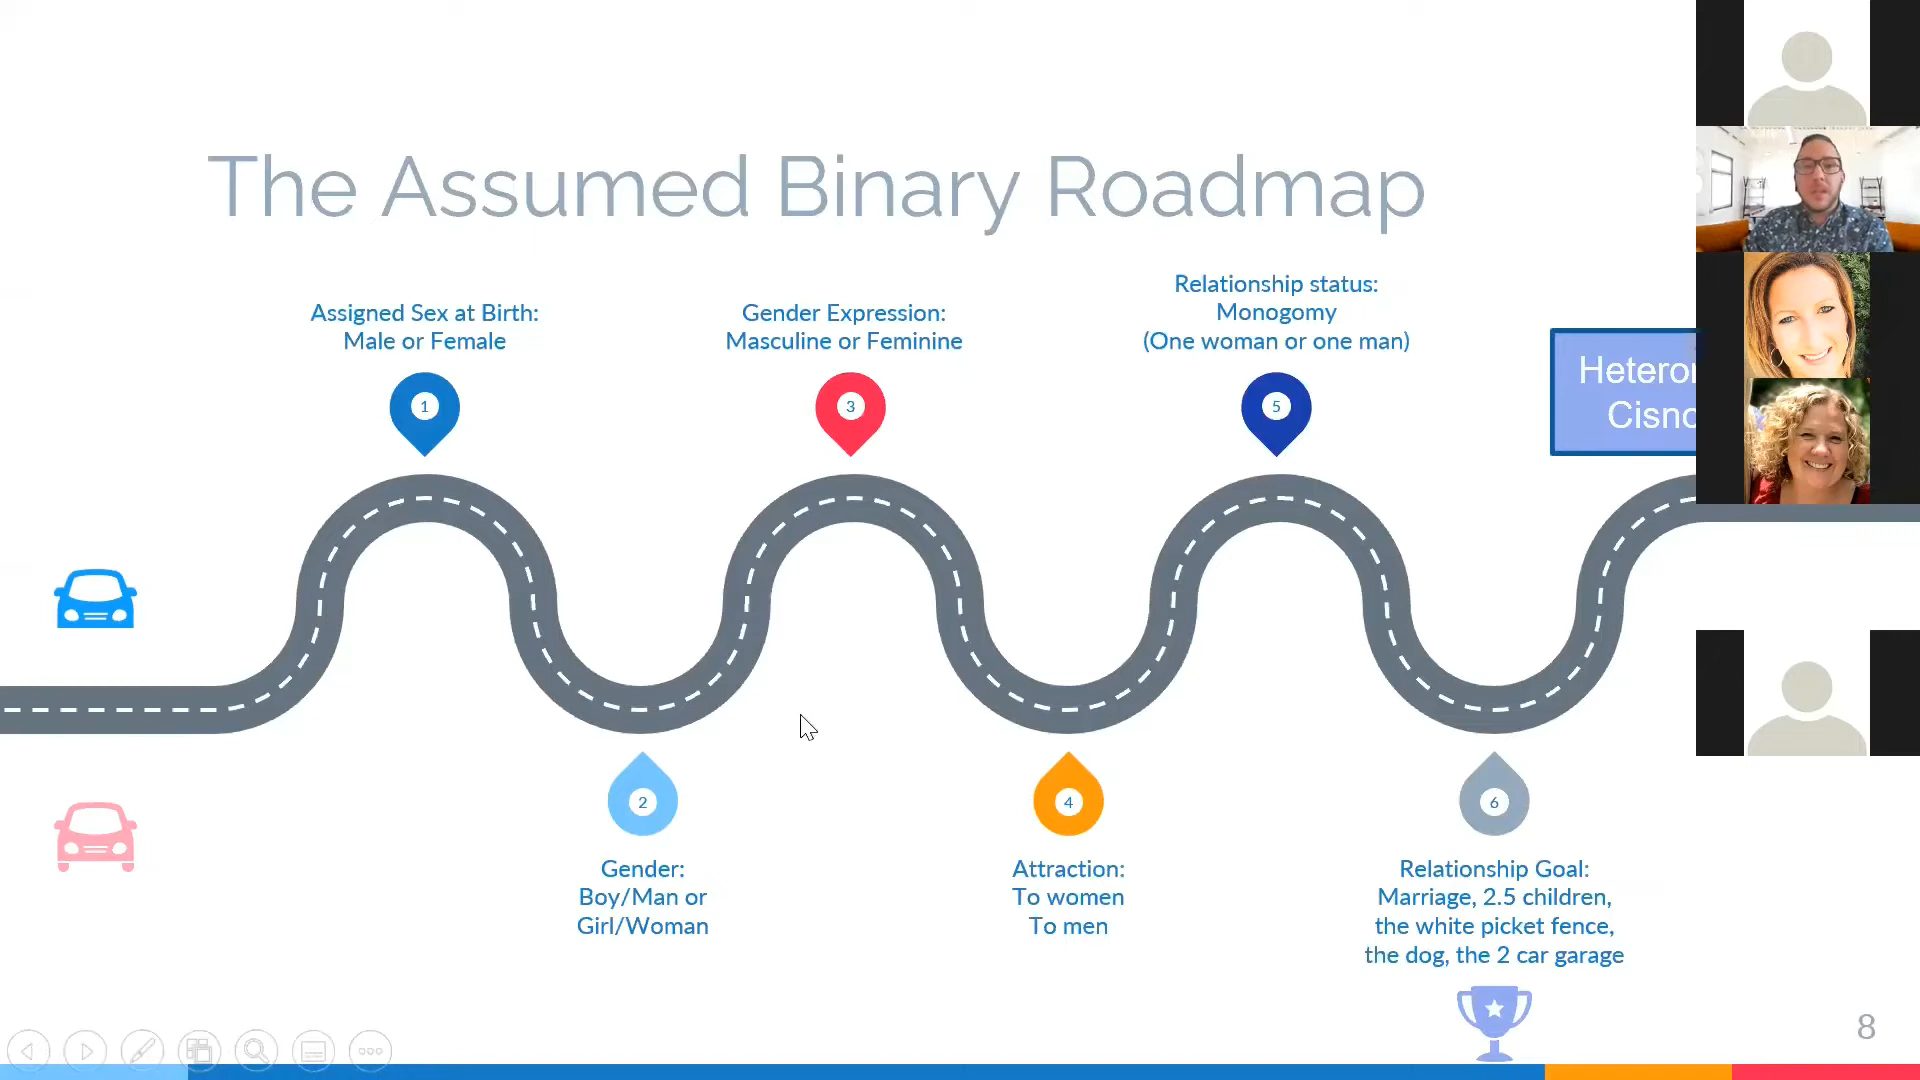 The Assumed Binary Roadmap
Assigned Sex at Birth:
Male or Female
1
Gender:
Boy/Man or
Girl/Woman
2
Gender Expression:
Masculine or Feminine
3
Attraction:
To women
To men
4
Relationship status:
Monogomy
(One woman or one man)
5
Relationship Goal:
Marriage, 2.5 children,
the white picket fence,
the dog, the 2 car garage
6
8